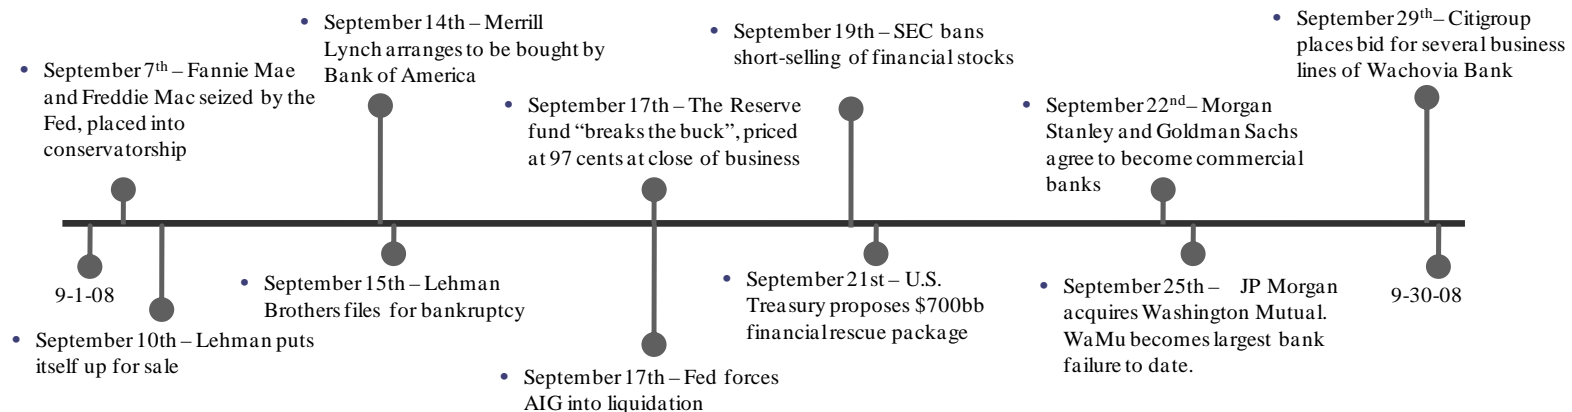 • September 7th – Fannie Mae
and Freddie Mac seized by the
Fed, placed into
conservatorship
• September 14th – Merrill
Lynch arranges to be bought by
Bank of America
• September 17th – The Reserve
fund “breaks the buck”, priced
at 97 cents at close of business
• September 19th – SEC bans
short-selling of financial stocks
• September 22nd – Morgan
Stanley and Goldman Sachs
agree to become commercial
banks
• September 29th – Citigroup
places bid for several business
lines of Wachovia Bank
9-1-08
• September 10th – Lehman puts
itself up for sale
• September 15th – Lehman
Brothers files for bankruptcy
• September 17th – Fed forces
AIG into liquidation
• September 21st – U.S.
Treasury proposes $700bb
financial rescue package
• September 25th – JP Morgan
acquires Washington Mutual.
WaMu becomes largest bank
failure to date.
9-30-08